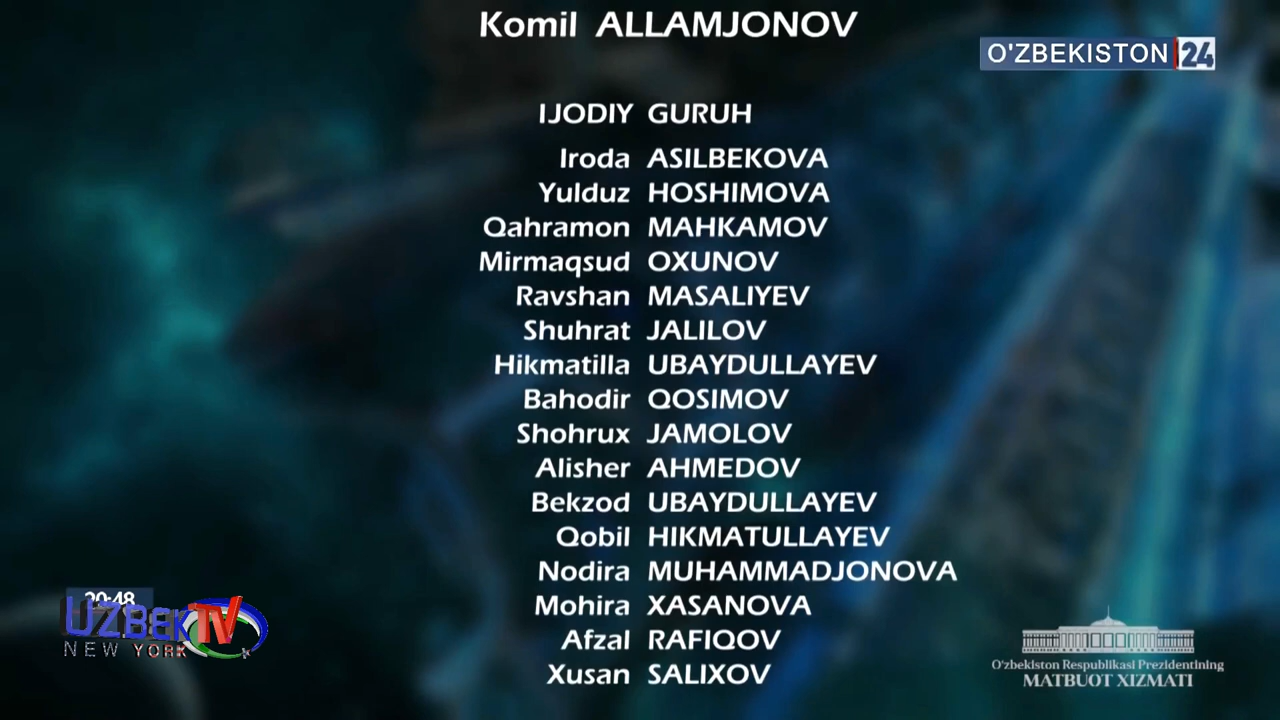 Komil ALLAMJONOV
O'ZBEKISTON 24
IJODIY GURUH
Iroda ASILBEKOVA
Yulduz HOSHIMOVA
Qahramon MAHKAMOV
Mirmaqsud OXUNOV
Ravshan MASALIYEV
Shuhrat JALILOV
Hikmatilla UBAYDULLAYEV
Bahodir QOSIMOV
Shohrux JAMOLOV
Alisher AHMEDOV
Bekzod UBAYDULLAYEV
Qobil HIKMATULLAYEV
Nodira MUHAMMADJONOVA
Mohira XASANOVA
Afzal RAFIQOV
Xusan SALIXOV
20:48
UZBEK TV
NEW YORK
O'zbekiston Respublikasi Prezidentining
MATBUOT XIZMATI